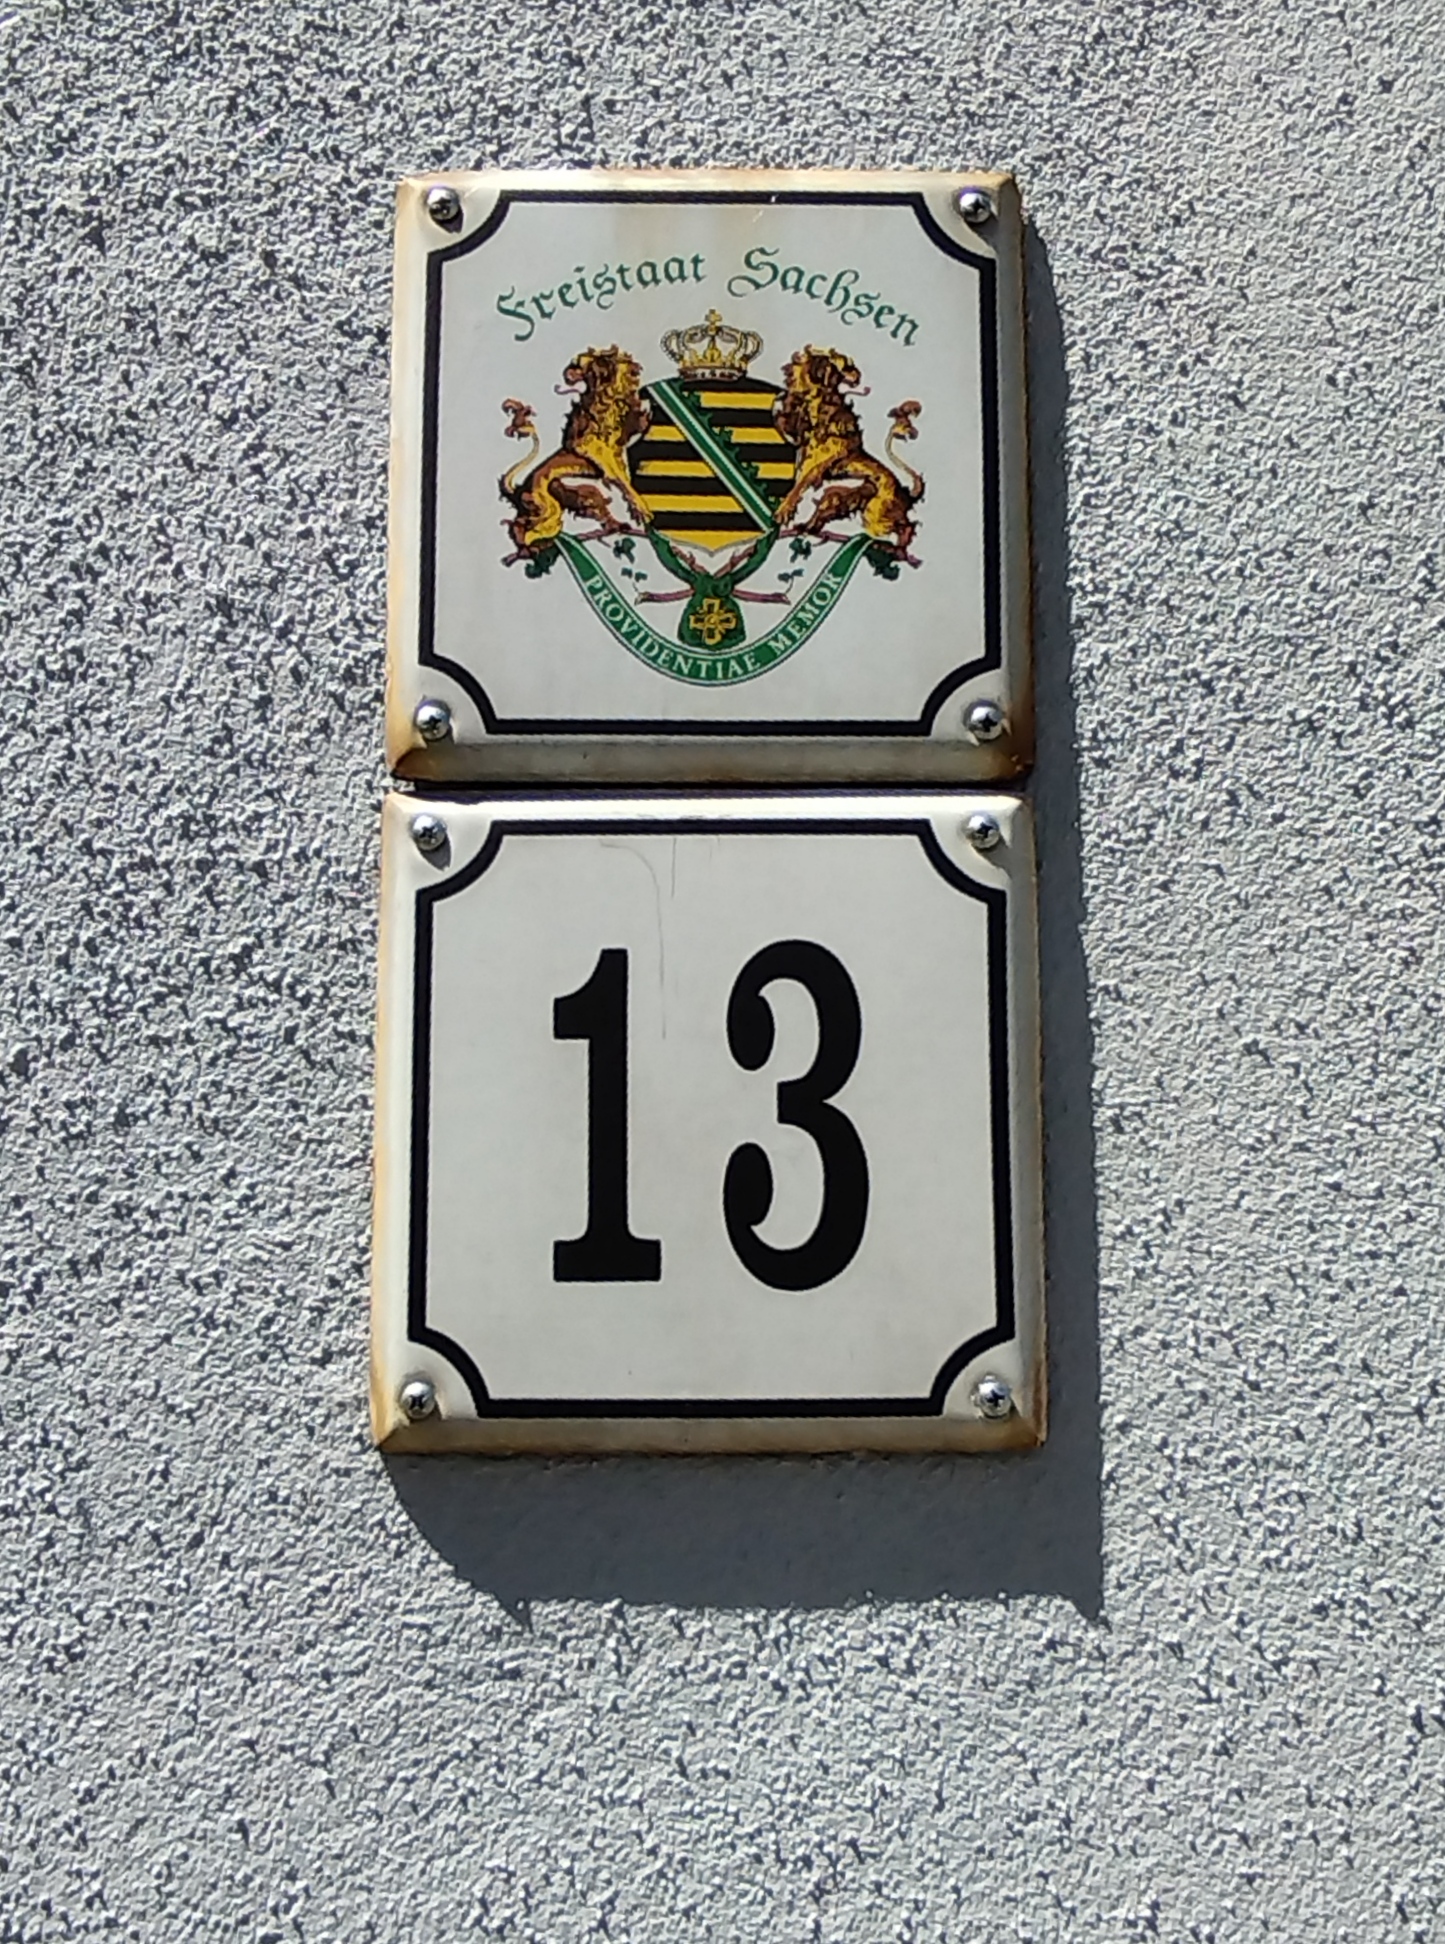 Freistaat Sachsen
PROVIDENTIAE MEMOR
13